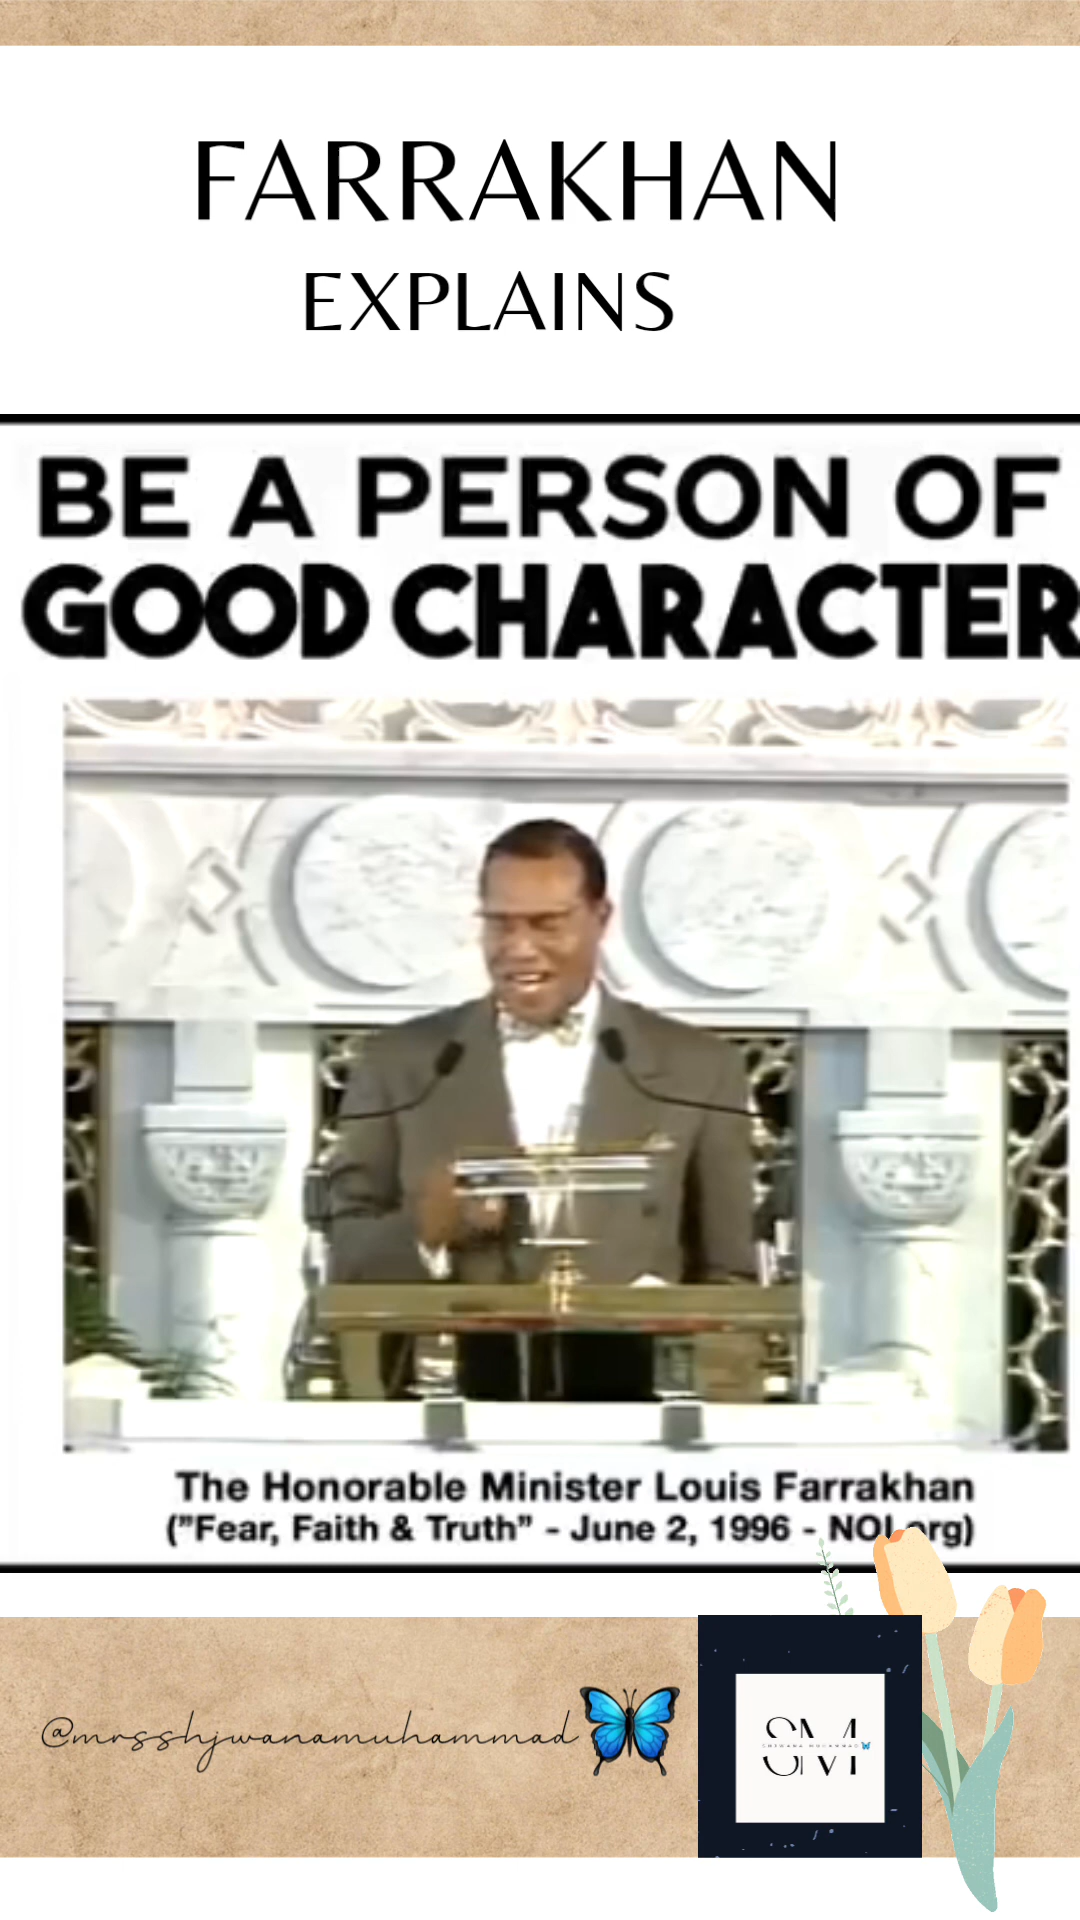 FARRAKHAN
EXPLAINS
BE A PERSON OF
GOOD CHARACTER
The Honorable Minister Louis Farrakhan
("Fear, Faith & Truth" - June 2, 1996 - NOI.org)
@mrsshjwanamuhammad
SM